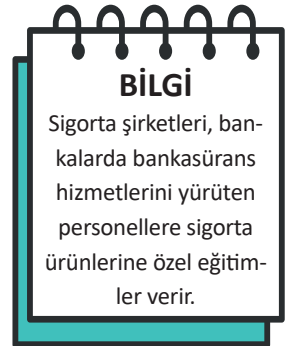 BİLGİ
Sigorta şirketleri, ban-
kalarda bankasürans
hizmetlerini yürüten
personellere sigorta
ürünlerine özel eğitim-
ler verir.